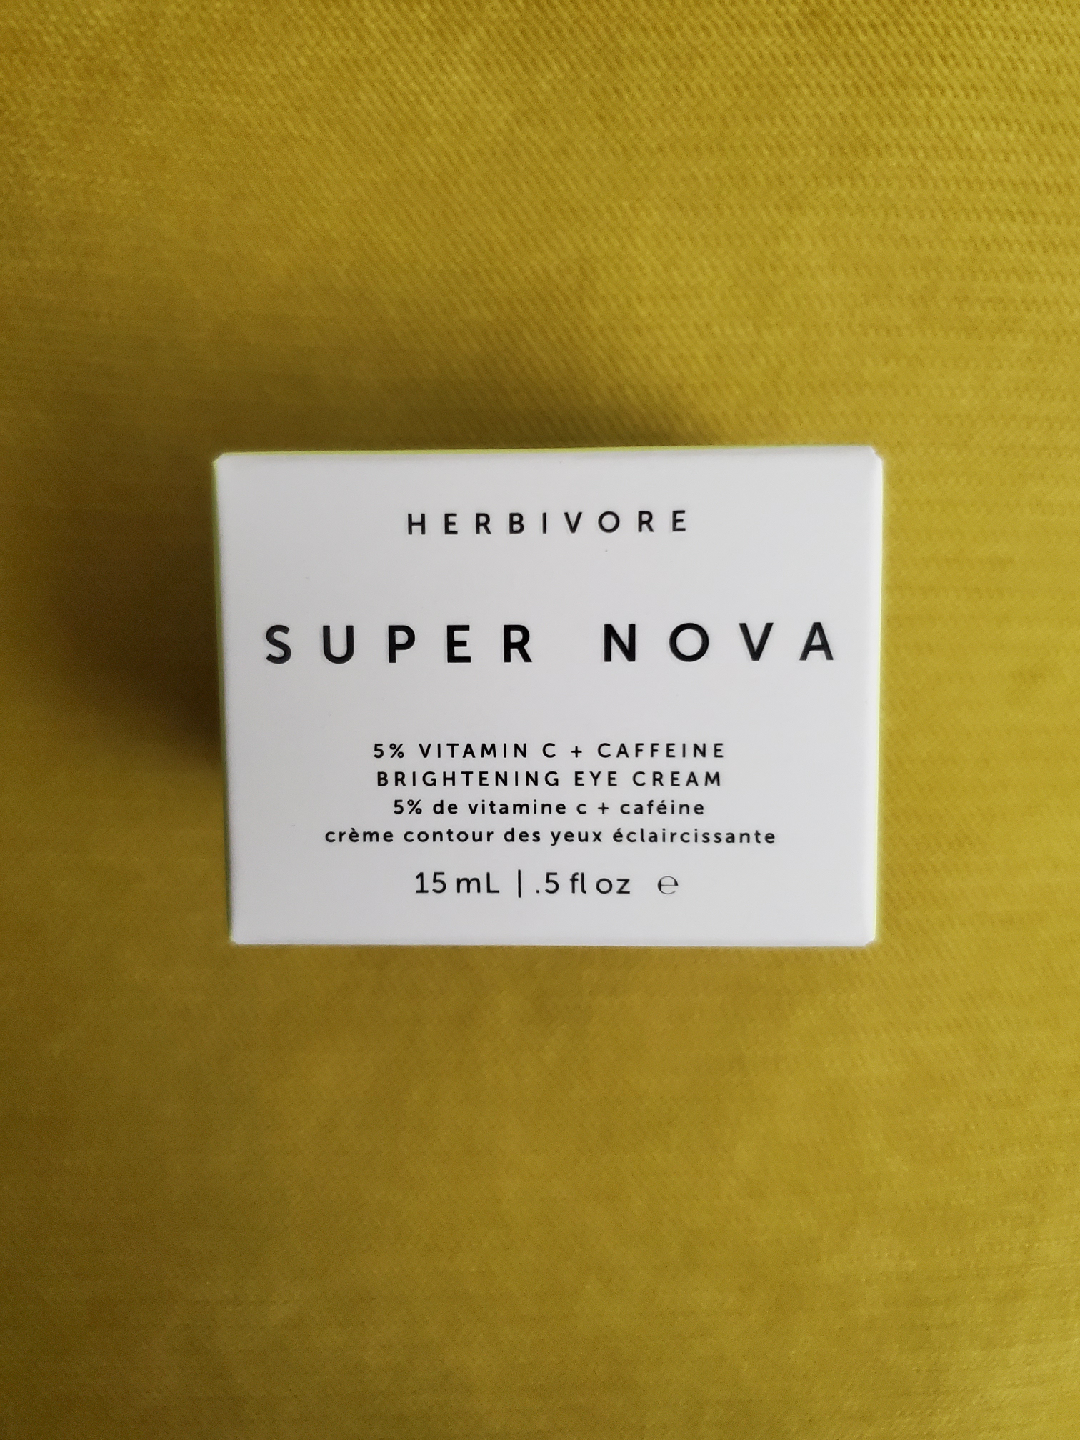 HERBIVORE
SUPER NOVA
5% VITAMIN C + CAFFEINE
BRIGHTENING EYE CREAM
5% de vitamine c + caféine
crème contour des yeux éclaircissante
15 mL | .5 fl oz ℮